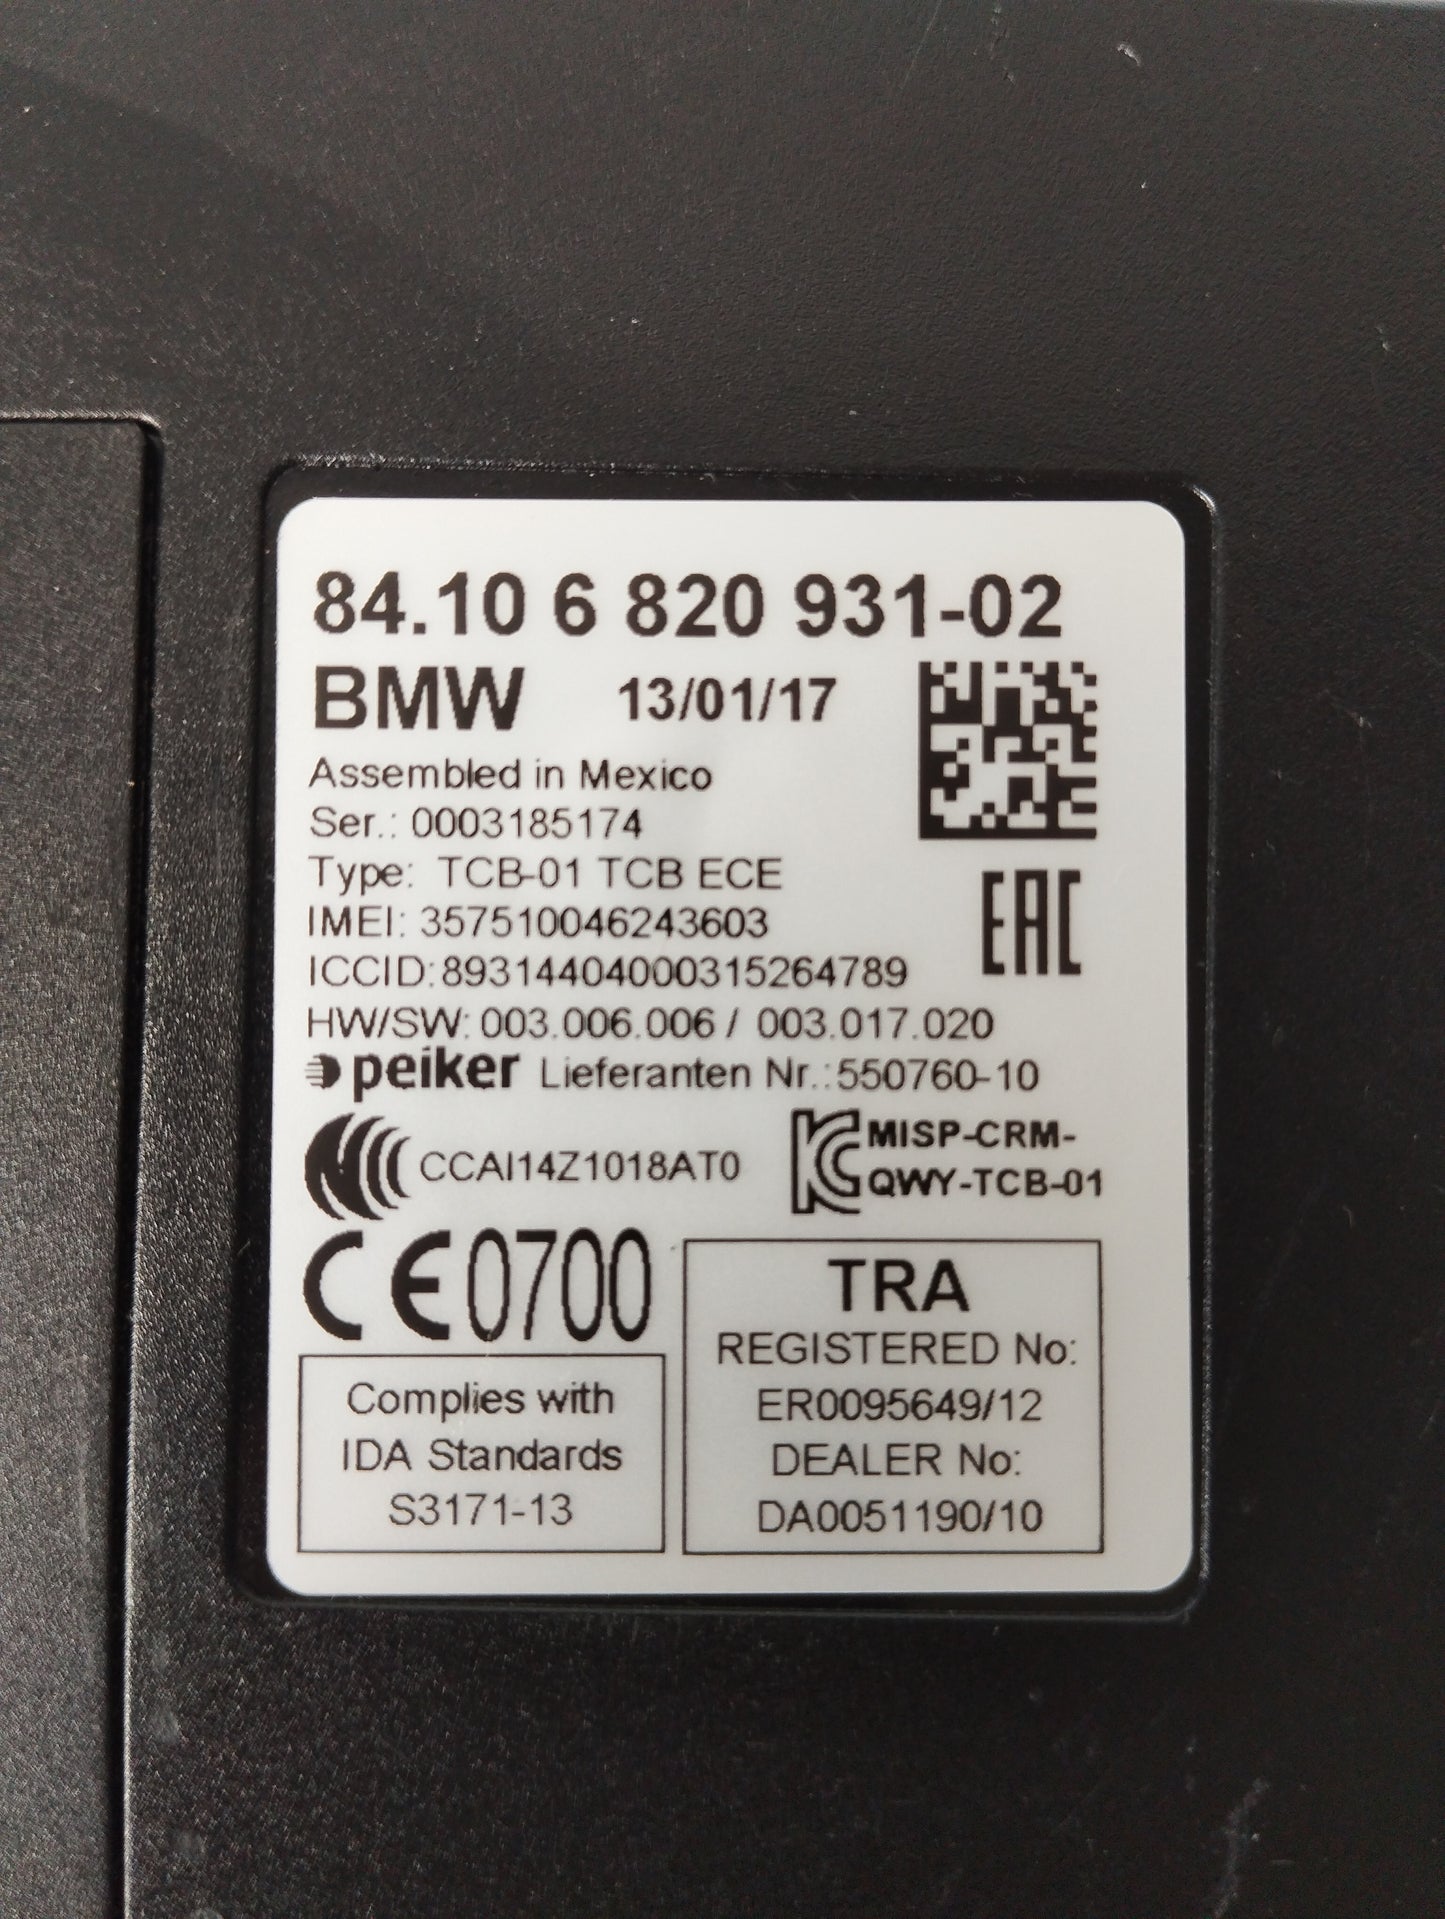 84.10 6 820 931-02
BMW 13/01/17
Assembled in Mexico
Ser.: 0003185174
Type: TCB-01 TCB ECE
IMEI: 357510046243603
ICCID:89314404000315264789
HW/SW: 003.006.006 / 003.017.020
peiker Lieferanten Nr.:550760-10
CCAI14Z1018AT0
MISP-CRM-
QWY-TCB-01
CE0700
EAC
Complies with
IDA Standards
S3171-13
TRA
REGISTERED No:
ER0095649/12
DEALER No:
DA0051190/10